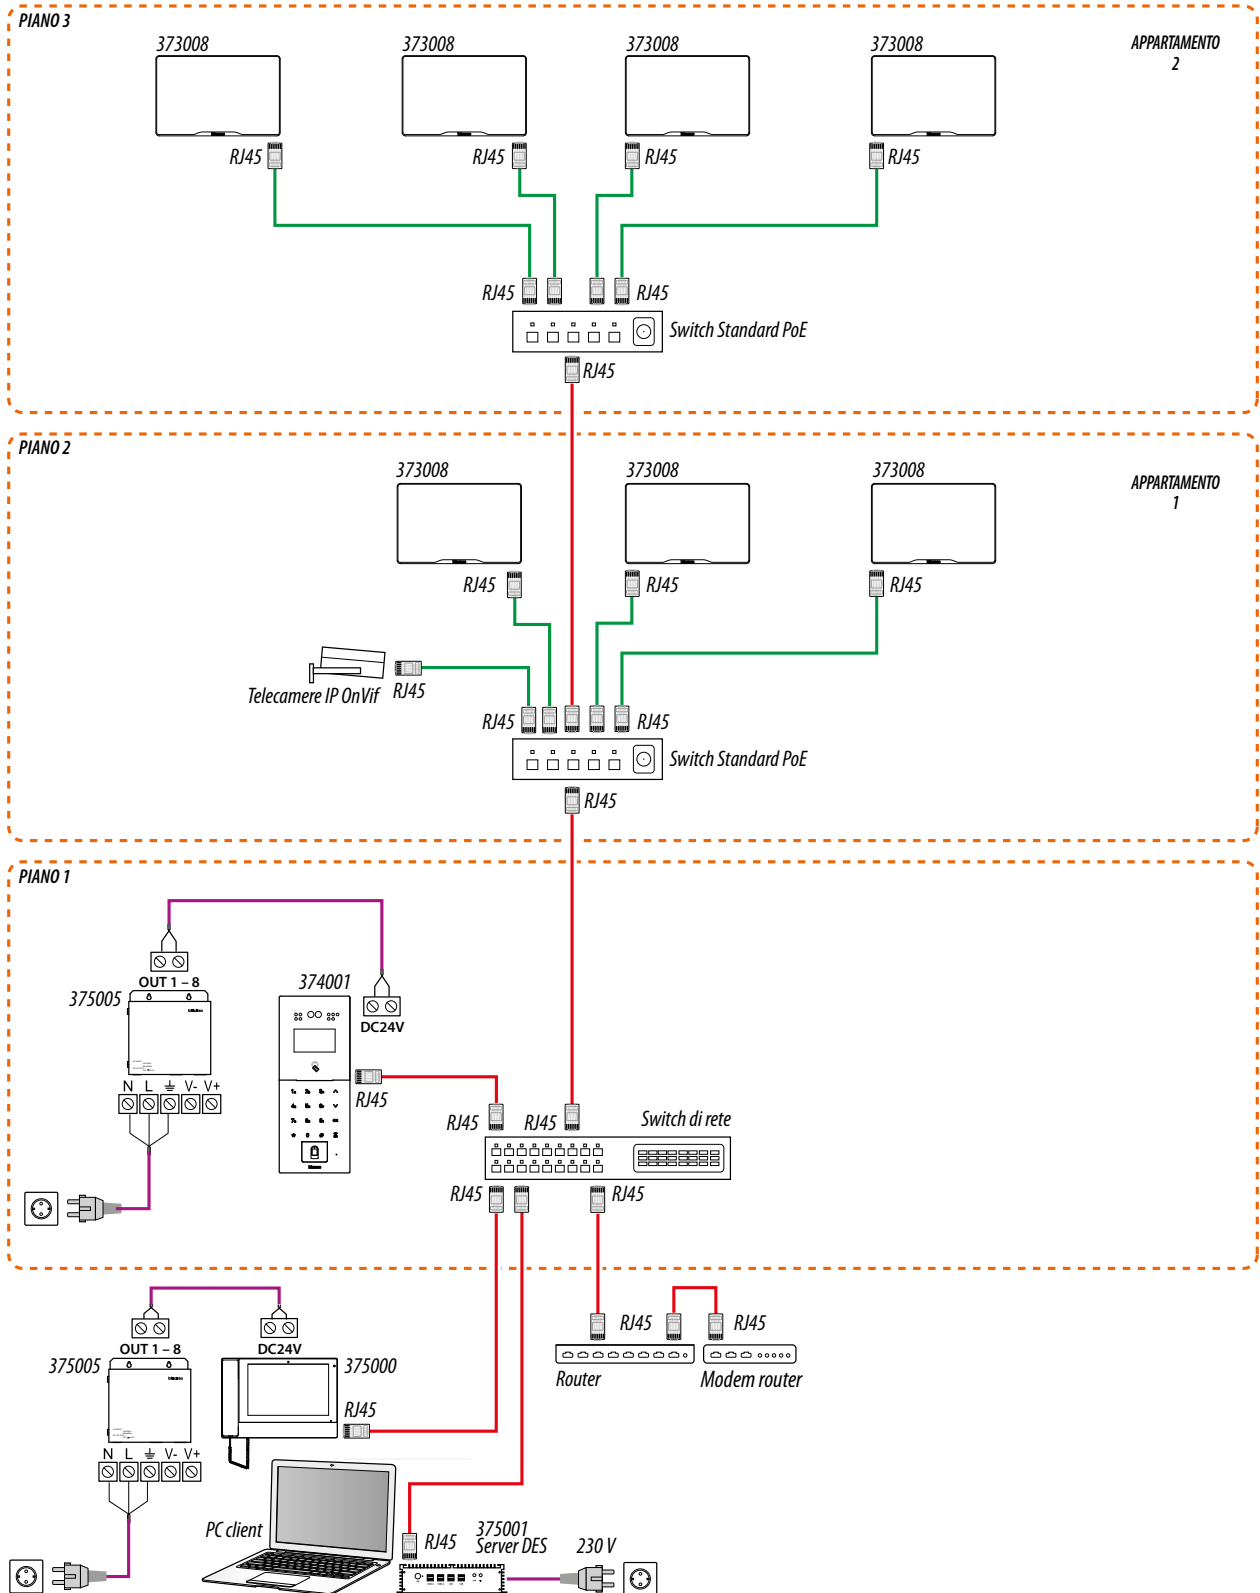 PIANO 3
373008 373008 373008 373008
APPARTAMENTO
2
RJ45 RJ45 RJ45 RJ45
RJ45 RJ45
Switch Standard PoE
RJ45
PIANO 2
373008 373008 373008
APPARTAMENTO
1
RJ45 RJ45 RJ45
Telecamere IP OnVif RJ45
RJ45 RJ45
Switch Standard PoE
RJ45
PIANO 1
OUT 1 – 8
375005
374001
DC24V
N L V- V+
RJ45
RJ45 RJ45
Switch di rete
RJ45 RJ45
RJ45 RJ45
OUT 1 – 8
DC24V
375005
375000
Router
Modem router
RJ45
N L V- V+
PC client
RJ45
375001
Server DES
230 V